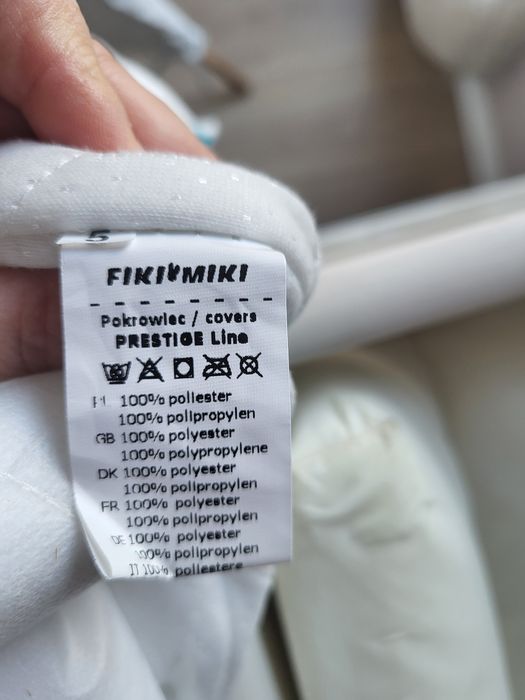 5
FIKI MIKI
Pokrowiec / covers
PRESTIGE Line
PL 100% poliester
100% polipropylen
GB 100% polyester
100% polypropylene
DK 100% polyester
100% polipropylen
FR 100% polyester
100% polipropylen
DE 100% polyester
100% polipropylen
IT 100% poliestere